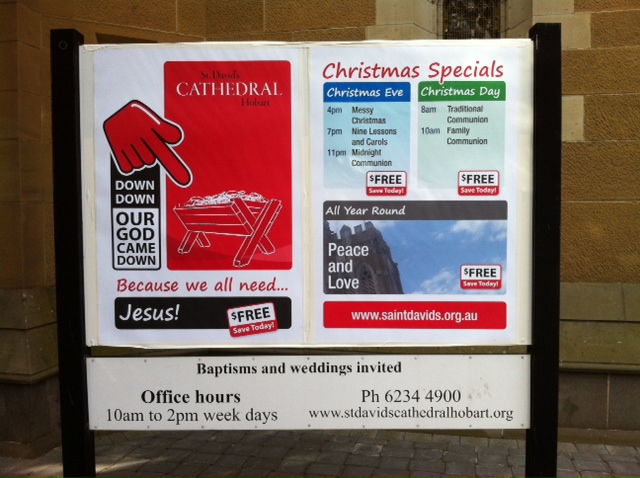 St David's
CATHEDRAL
Hobart
DOWN
DOWN
OUR
GOD
CAME
DOWN
Because we all need...
Jesus!
$FREE
Save Today!
Christmas Specials
Christmas Eve
4pm Messy
Christmas
7pm Nine Lessons
and Carols
11pm Midnight
Communion
$FREE
Save Today!
Christmas Day
8am Traditional
Communion
10am Family
Communion
$FREE
Save Today!
All Year Round
Peace
and
Love
$FREE
Save Today!
www.saintdavids.org.au
Baptisms and weddings invited
Office hours
10am to 2pm week days
Ph 6234 4900
www.stdavidscathedralhobart.org